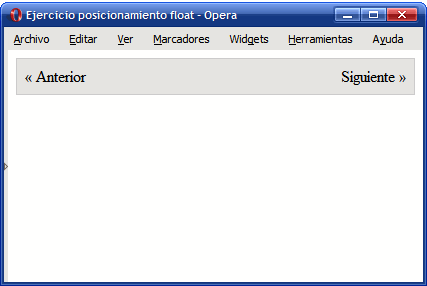 Ejercicio posicionamiento float - Opera
Archivo Editar Ver Marcadores Widgets Herramientas Ayuda
« Anterior Siguiente »